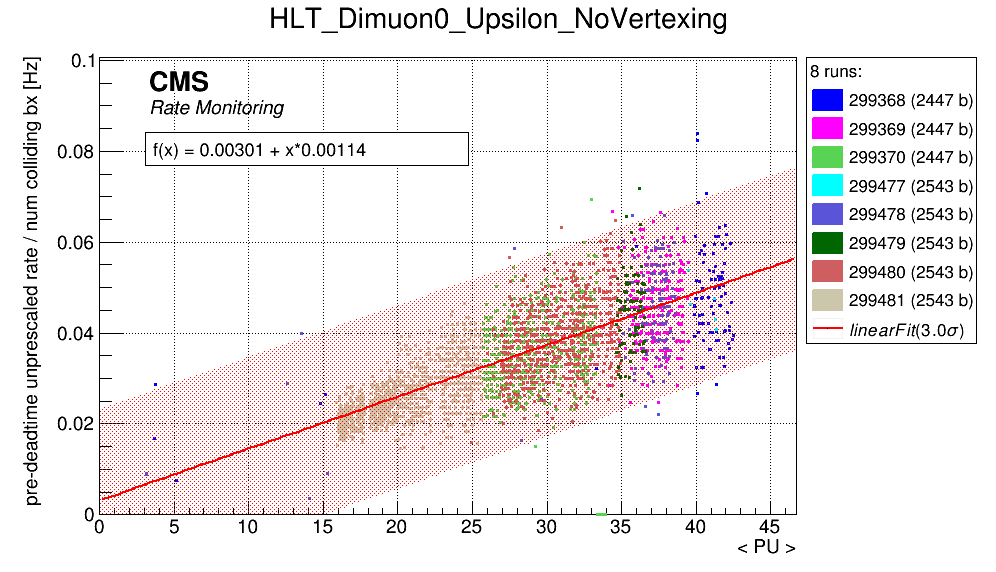 HLT_Dimuon0_Upsilon_NoVertexing
pre-deadtime unprescaled rate / num colliding bx [Hz]
0.1
0.08
0.06
0.04
0.02
0
CMS
Rate Monitoring
f(x) = 0.00301 + x*0.00114
0 5 10 15 20 25 30 35 40 45
< PU >
8 runs:
299368 (2447 b)
299369 (2447 b)
299370 (2447 b)
299477 (2543 b)
299478 (2543 b)
299479 (2543 b)
299480 (2543 b)
299481 (2543 b)
linearFit(3.0σ)